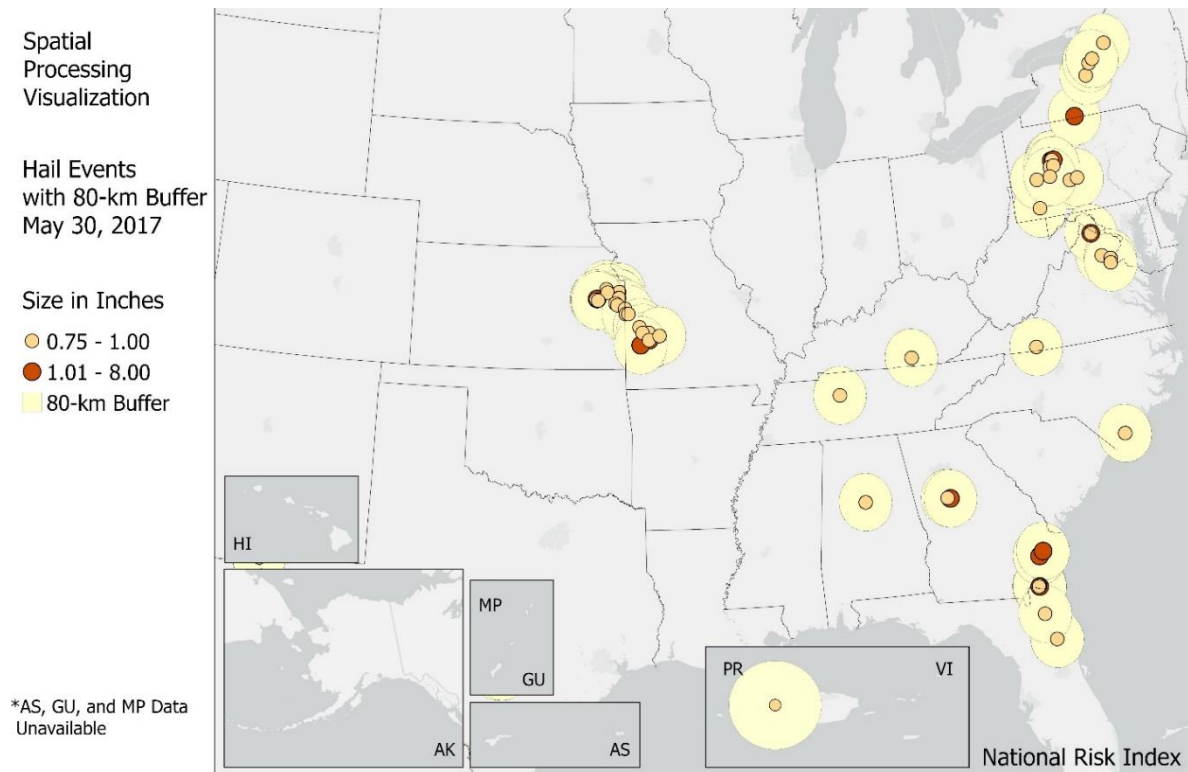 Spatial
Processing
Visualization
Hail Events
with 80-km Buffer
May 30, 2017
Size in Inches
0.75 - 1.00
1.01 - 8.00
80-km Buffer
*AS, GU, and MP Data
Unavailable
HI
AK
MP
GU
AS
PR
VI
National Risk Index